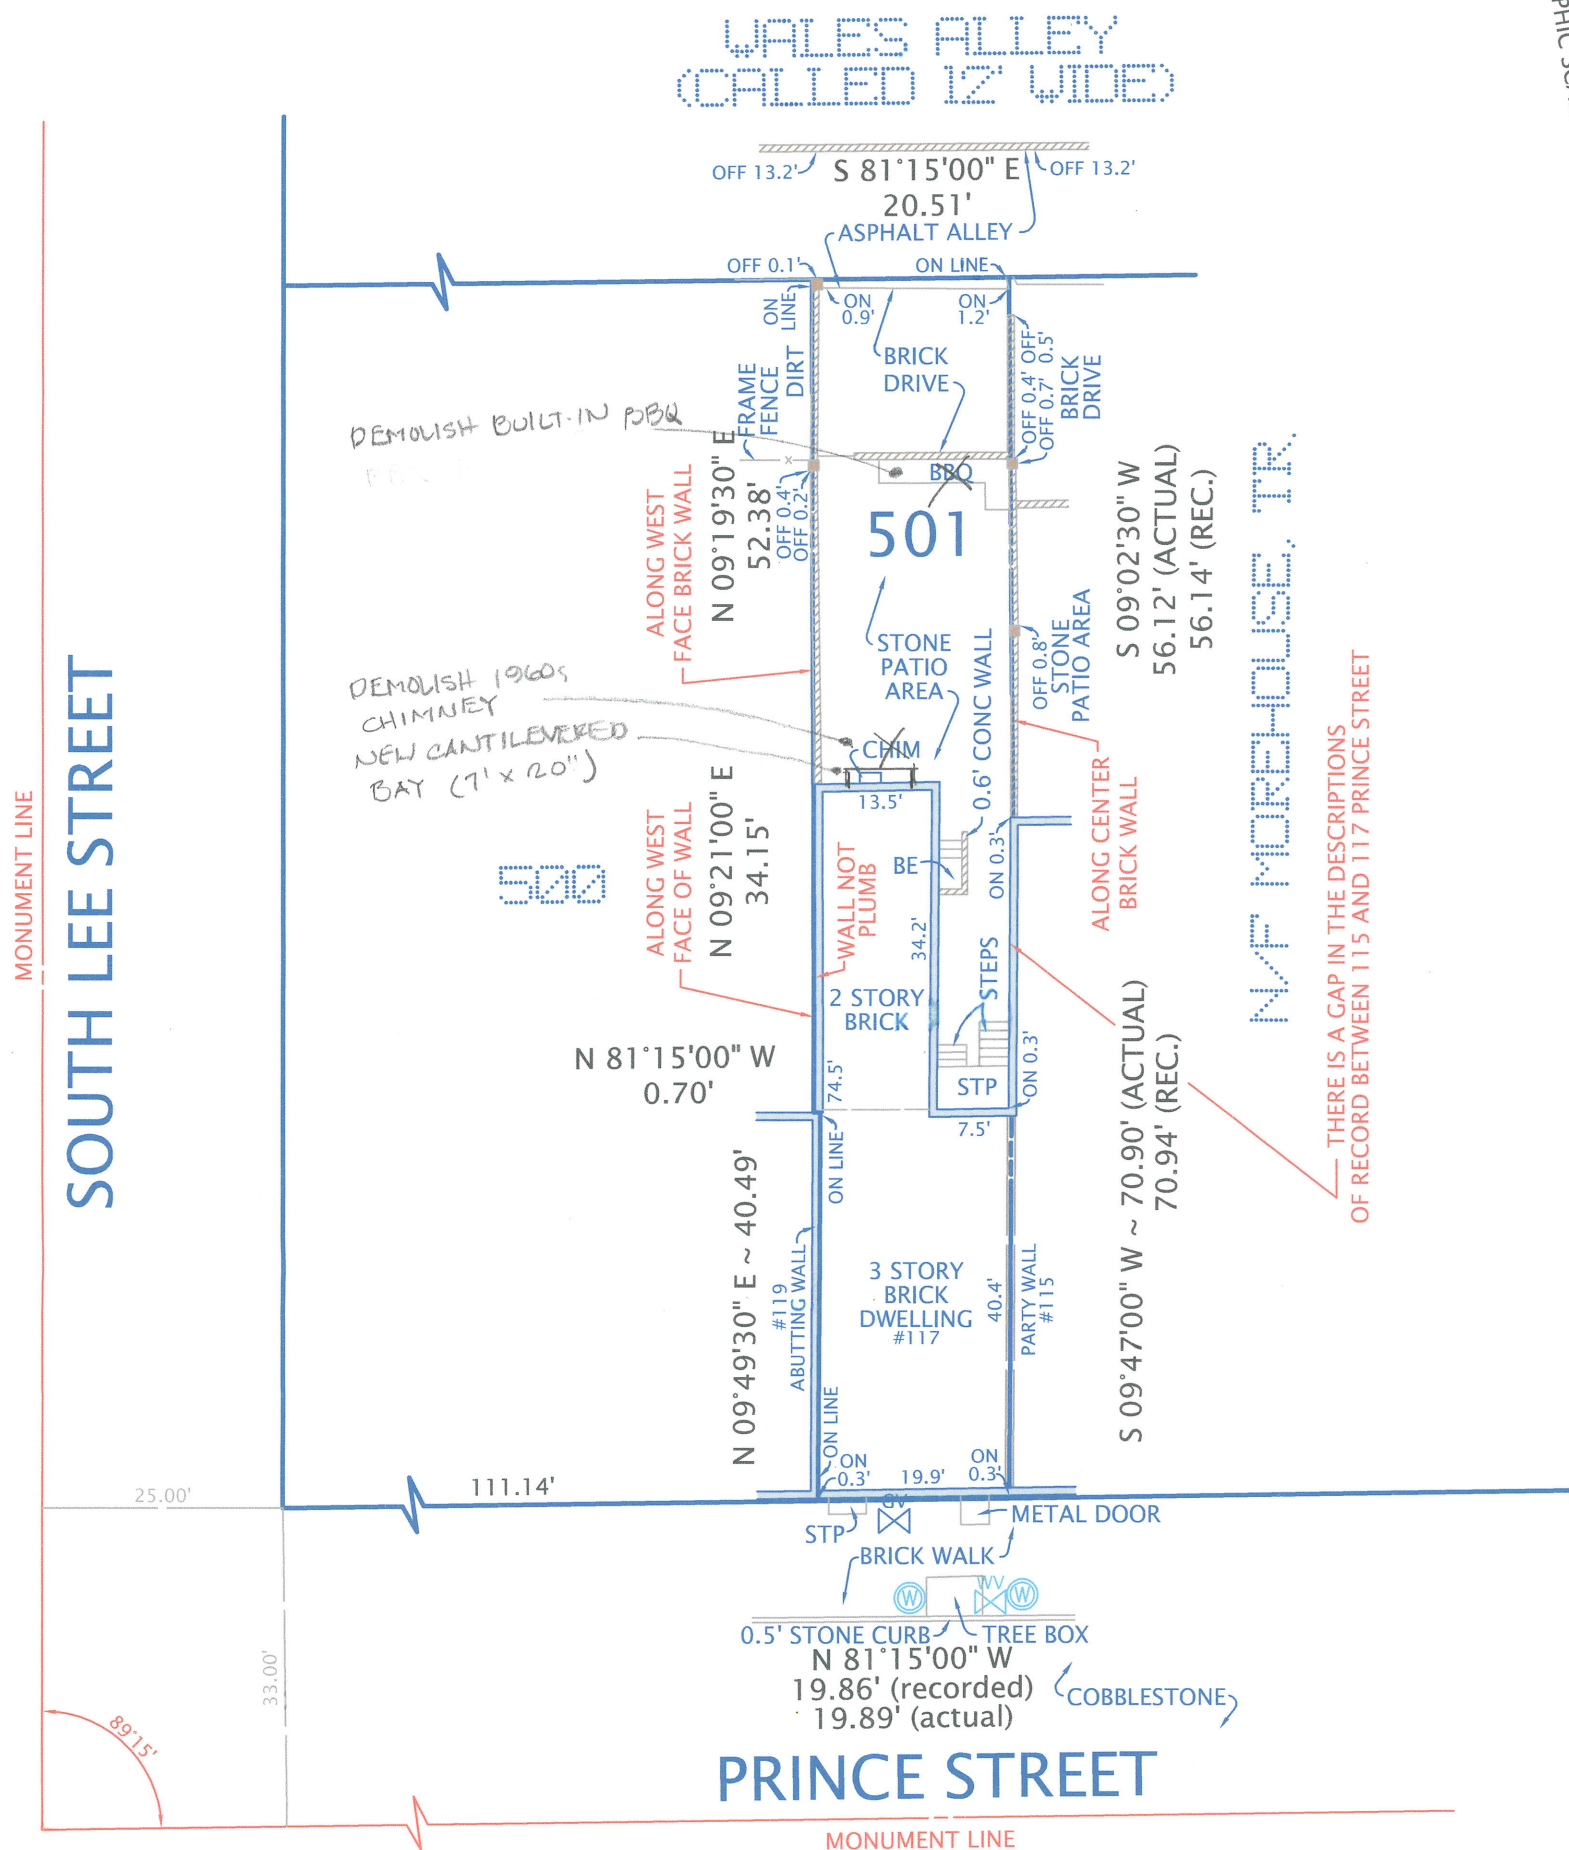 WALES ALLEY
(CALLED 12' WIDE)
OFF 13.2'
S 81°15'00" E
20.51'
OFF 13.2'
ASPHALT ALLEY
OFF 0.1'
ON LINE
ON
LINE
ON
0.9'
ON
1.2'
BRICK
DRIVE
FRAME
FENCE
DIRT
OFF 0.4'
OFF 0.5'
OFF 0.7'
BRICK
DRIVE
DEMOLISH BUILT-IN BBQ
BBQ
501
OFF 0.4'
OFF 0.2'
N 09°19'30" E
52.38'
ALONG WEST
FACE BRICK WALL
S 09°02'30" W
56.12' (ACTUAL)
56.14' (REC.)
N/F MOREHOUSE, TR.
STONE
PATIO
AREA
OFF 0.8'
STONE
PATIO AREA
0.6' CONC WALL
DEMOLISH 1960s
CHIMNEY
NEW CANTILEVERED
BAY (7' x 20")
CHIM
13.5'
ALONG CENTER
BRICK WALL
THERE IS A GAP IN THE DESCRIPTIONS
OF RECORD BETWEEN 115 AND 117 PRINCE STREET
SOUTH LEE STREET
MONUMENT LINE
500
ALONG WEST
FACE OF WALL
N 09°21'00" E
34.15'
WALL NOT
PLUMB
BE
ON 0.3'
34.2'
STEPS
2 STORY
BRICK
74.5'
STP
ON 0.3'
7.5'
N 81°15'00" W
0.70'
S 09°47'00" W ~ 70.90' (ACTUAL)
70.94' (REC.)
ON LINE
N 09°49'30" E ~ 40.49'
#119
ABUTTING WALL
3 STORY
BRICK
DWELLING
#117
40.4'
PARTY WALL
#115
ON LINE
ON
0.3'
19.9'
ON
0.3'
111.14'
25.00'
GV
STP
METAL DOOR
BRICK WALK
W
WV
W
0.5' STONE CURB
TREE BOX
N 81°15'00" W
19.86' (recorded)
19.89' (actual)
COBBLESTONE
33.00'
89°15'
PRINCE STREET
MONUMENT LINE